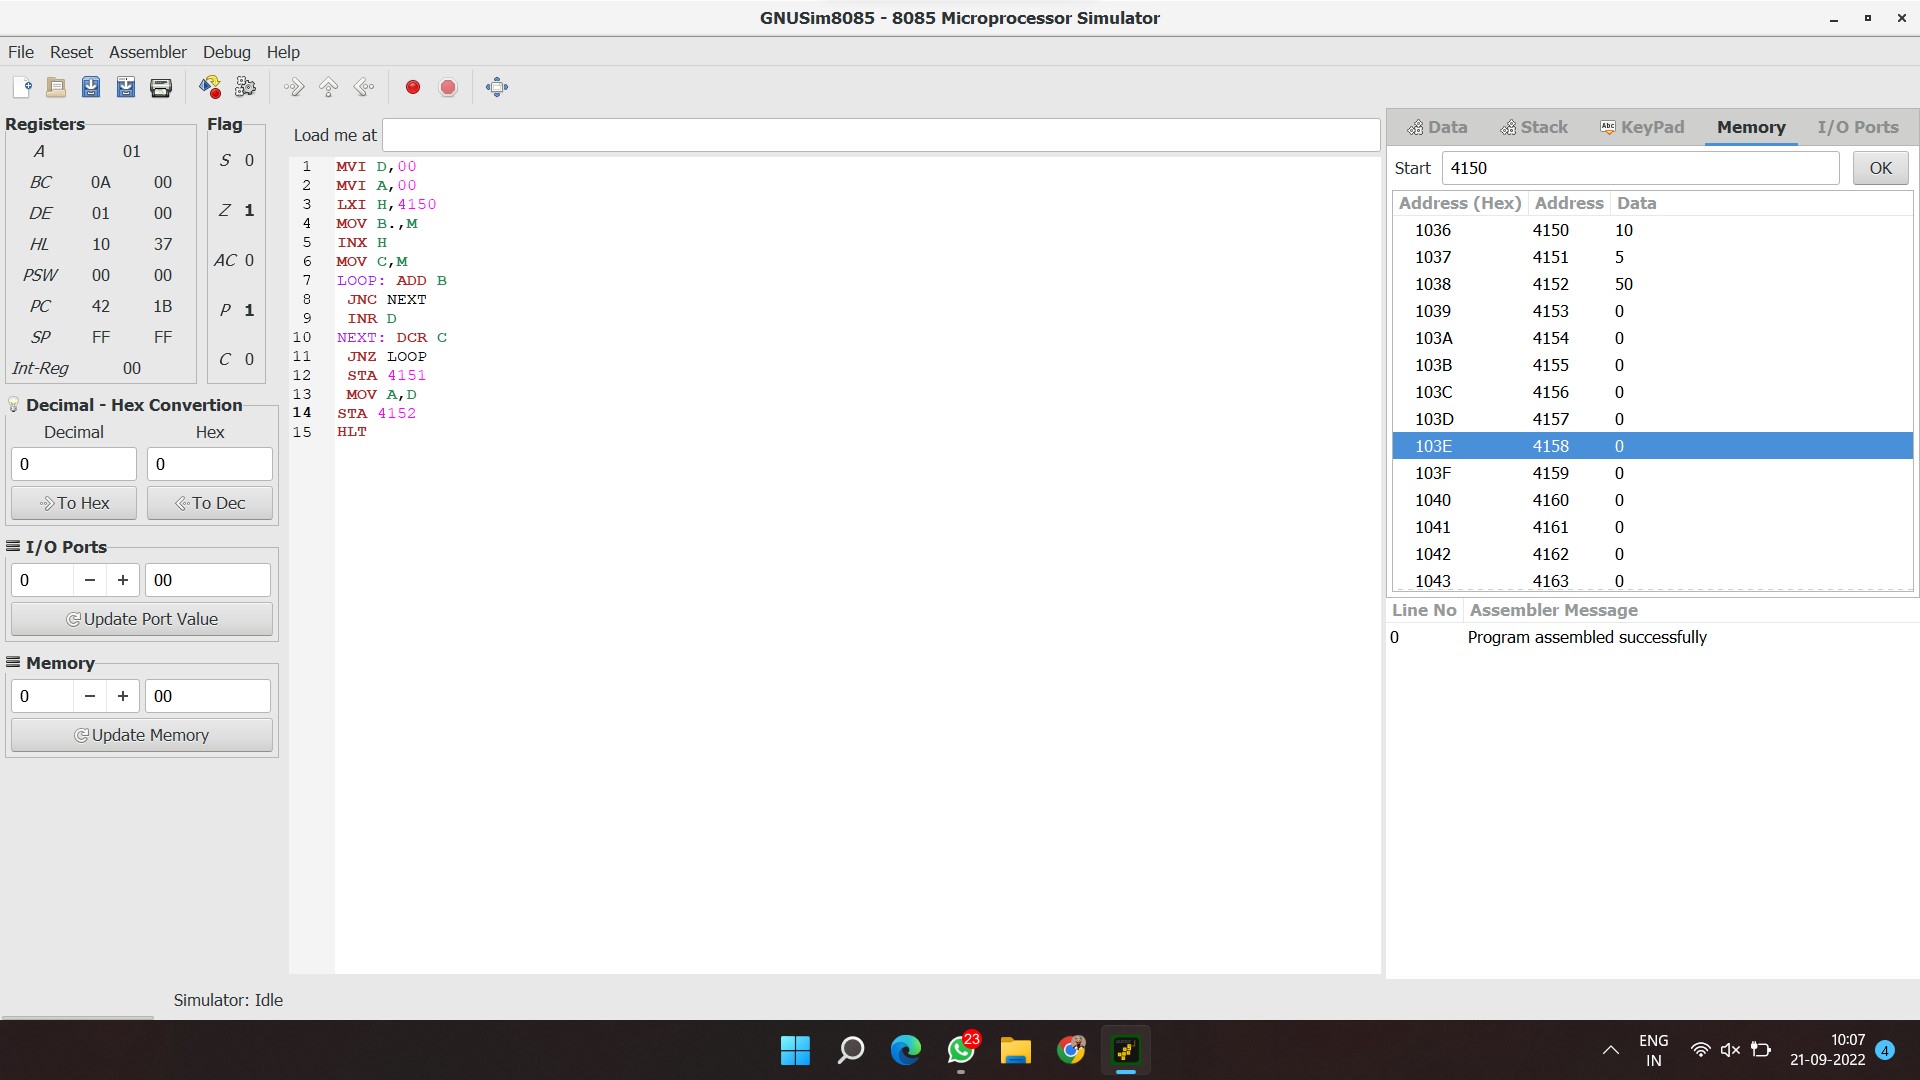 GNUSim8085 - 8085 Microprocessor Simulator
File Reset Assembler Debug Help
Registers
A 01
BC 0A 00
DE 01 00
HL 10 37
PSW 00 00
PC 42 1B
SP FF FF
Int-Reg 00
Flag
S 0
Z 1
AC 0
P 1
C 0
Decimal - Hex Convertion
Decimal Hex
0 0
To Hex To Dec
I/O Ports
0 − + 00
Update Port Value
Memory
0 − + 00
Update Memory
Load me at
1 MVI D,00
2 MVI A,00
3 LXI H,4150
4 MOV B.,M
5 INX H
6 MOV C,M
7 LOOP: ADD B
8 JNC NEXT
9 INR D
10 NEXT: DCR C
11 JNZ LOOP
12 STA 4151
13 MOV A,D
14 STA 4152
15 HLT
Data Stack Abc KeyPad Memory I/O Ports
Start 4150 OK
Address (Hex) Address Data
1036 4150 10
1037 4151 5
1038 4152 50
1039 4153 0
103A 4154 0
103B 4155 0
103C 4156 0
103D 4157 0
103E 4158 0
103F 4159 0
1040 4160 0
1041 4161 0
1042 4162 0
1043 4163 0
Line No Assembler Message
0 Program assembled successfully
Simulator: Idle
23
ENG
IN
10:07
21-09-2022
4